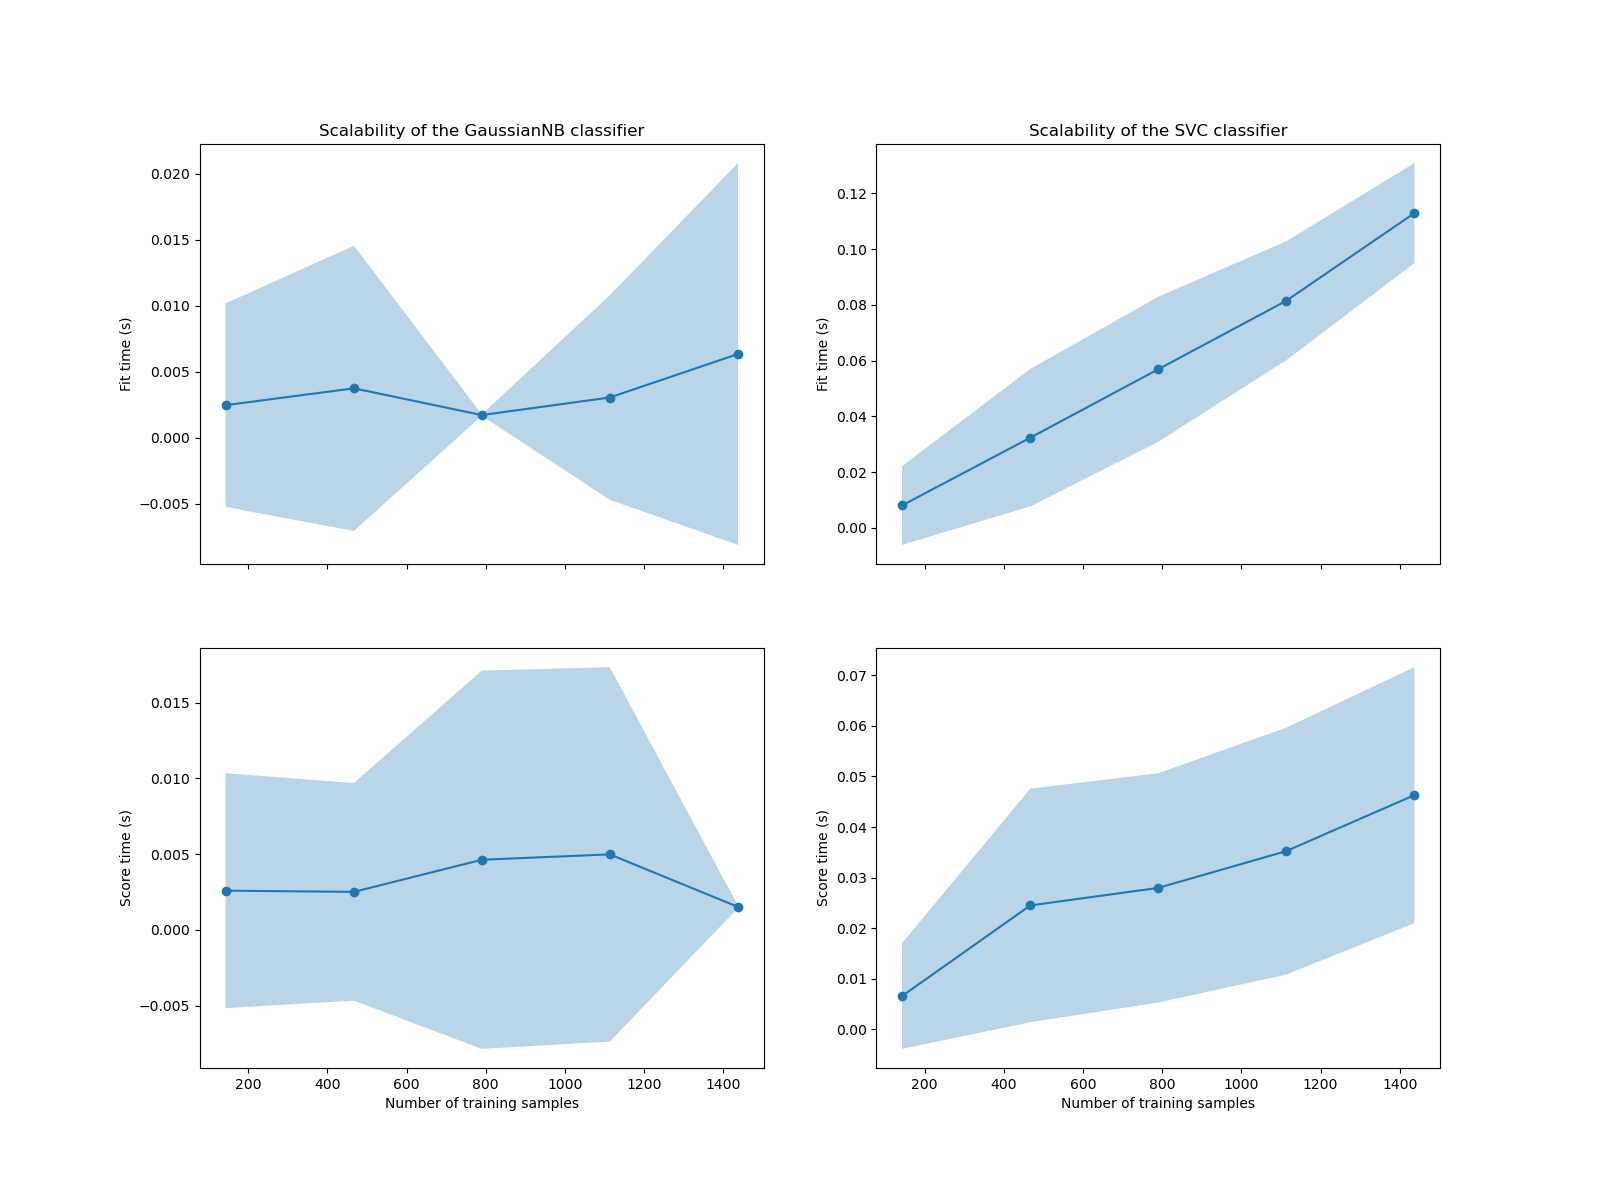 Scalability of the GaussianNB classifier
0.020
0.015
0.010
0.005
0.000
−0.005
Fit time (s)
Scalability of the SVC classifier
0.12
0.10
0.08
0.06
0.04
0.02
0.00
Fit time (s)
0.015
0.010
0.005
0.000
−0.005
Score time (s)
200 400 600 800 1000 1200 1400
Number of training samples
0.07
0.06
0.05
0.04
0.03
0.02
0.01
0.00
Score time (s)
200 400 600 800 1000 1200 1400
Number of training samples